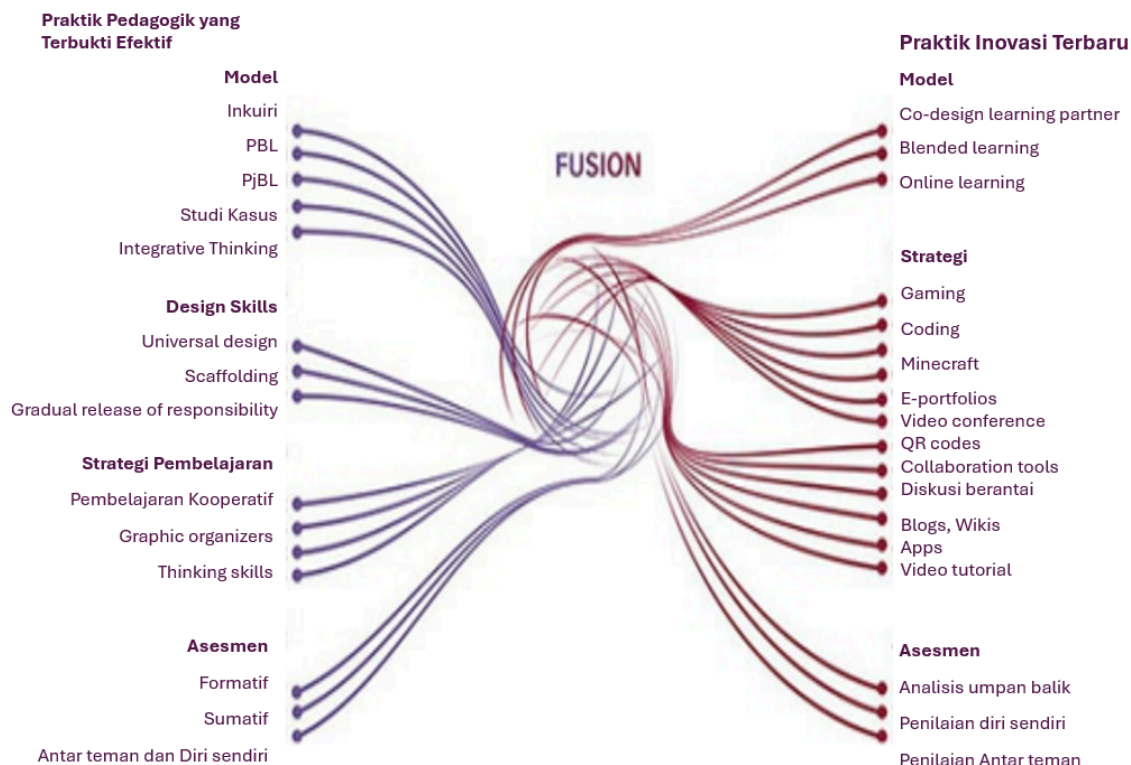 Praktik Pedagogik yang
Terbukti Efektif
Model
Inkuiri
PBL
PjBL
Studi Kasus
Integrative Thinking
Design Skills
Universal design
Scaffolding
Gradual release of responsibility
Strategi Pembelajaran
Pembelajaran Kooperatif
Graphic organizers
Thinking skills
Asesmen
Formatif
Sumatif
Antar teman dan Diri sendiri
FUSION
Praktik Inovasi Terbaru
Model
Co-design learning partner
Blended learning
Online learning
Strategi
Gaming
Coding
Minecraft
E-portfolios
Video conference
QR codes
Collaboration tools
Diskusi berantai
Blogs, Wikis
Apps
Video tutorial
Asesmen
Analisis umpan balik
Penilaian diri sendiri
Penilaian Antar teman